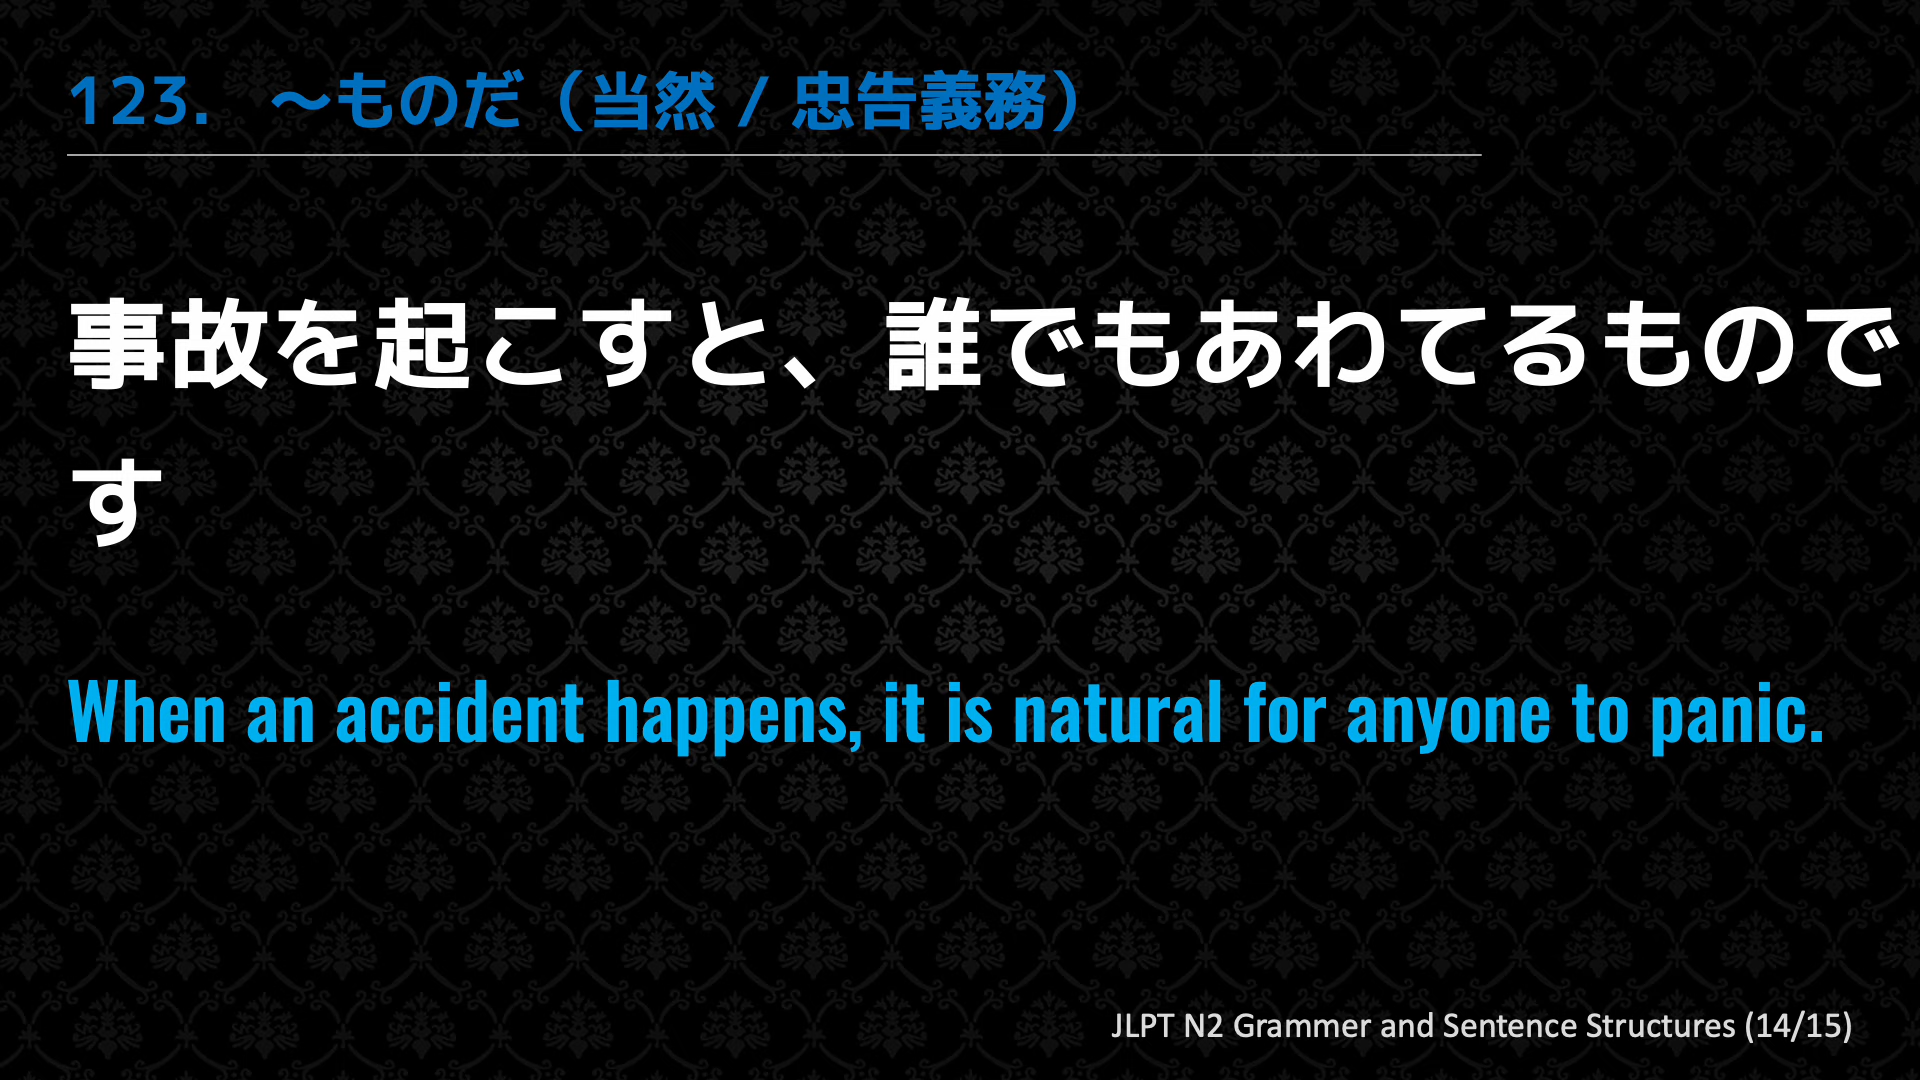 123.　～ものだ（当然 / 忠告義務）
事故を起こすと、誰でもあわてるもので
す
When an accident happens, it is natural for anyone to panic.
JLPT N2 Grammer and Sentence Structures (14/15)